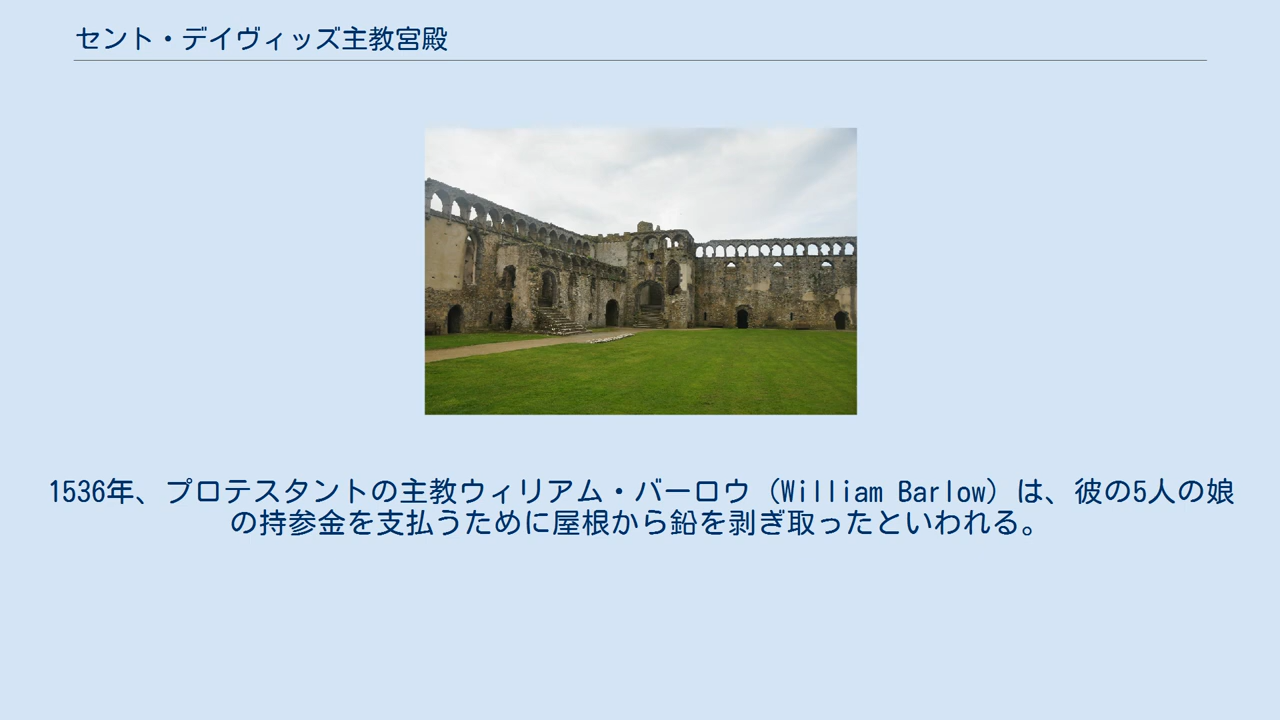 セント・デイヴィッズ主教宮殿
1536年、プロテスタントの主教ウィリアム・バーロウ (William Barlow) は、彼の5人の娘
の持参金を支払うために屋根から鉛を剥ぎ取ったといわれる。